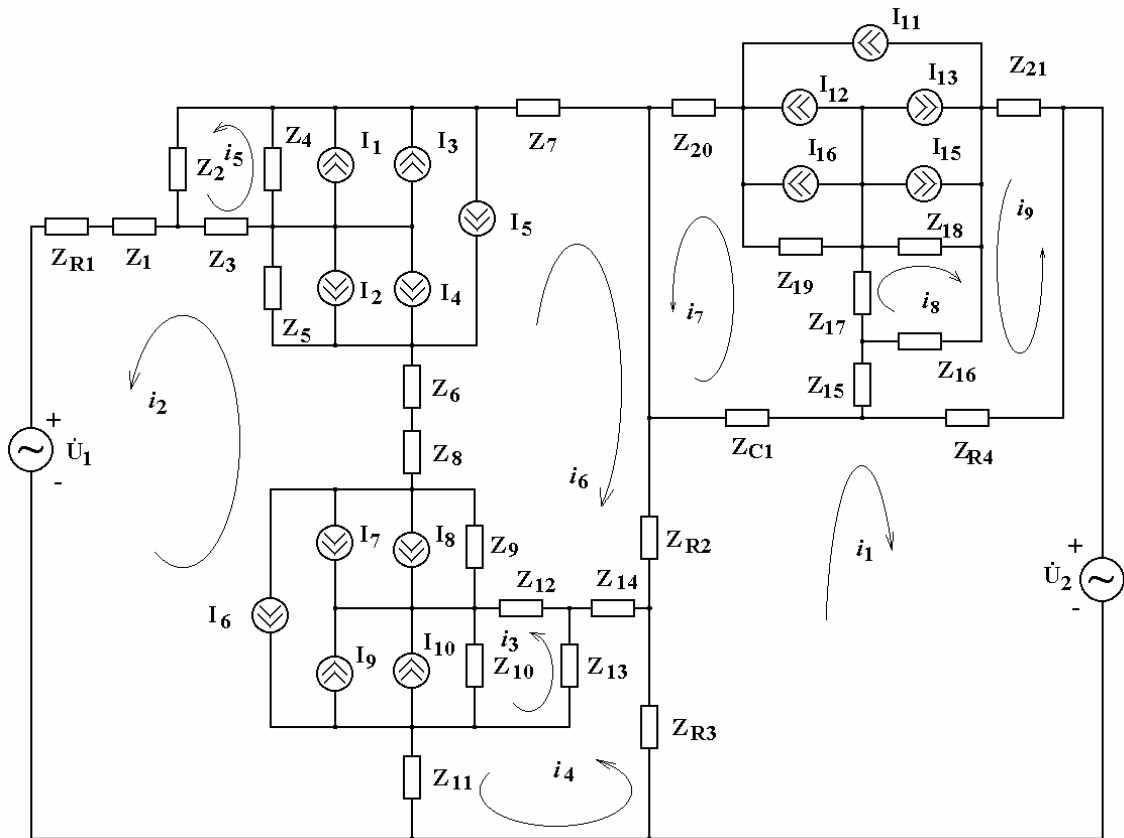 I11
Z21
I12
I13
Z4
I1
I3
Z7
Z20
I16
I15
Z2
i5
I5
i9
ZR1
Z1
Z3
Z18
Z19
i8
I2
I4
Z5
i7
Z17
Z16
Z15
Z6
i2
+
U̇1
-
ZC1
ZR4
Z8
i6
I7
I8
Z9
ZR2
i1
+
U̇2
-
Z12
Z14
I6
I9
I10
i3
Z10
Z13
ZR3
Z11
i4